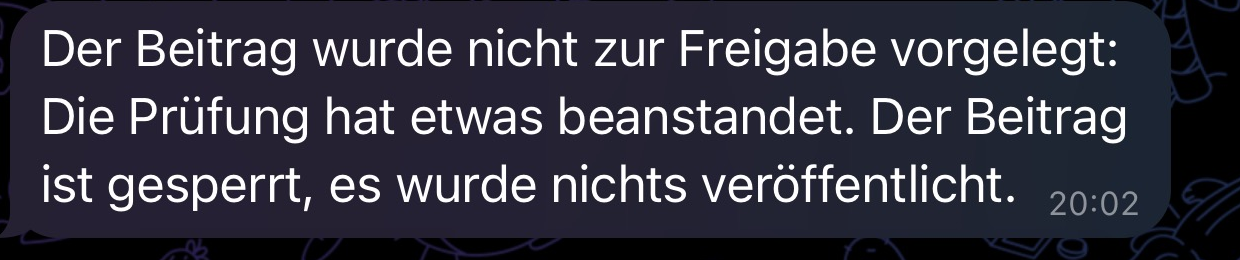 Der Beitrag wurde nicht zur Freigabe vorgelegt:
Die Prüfung hat etwas beanstandet. Der Beitrag
ist gesperrt, es wurde nichts veröffentlicht.
20:02